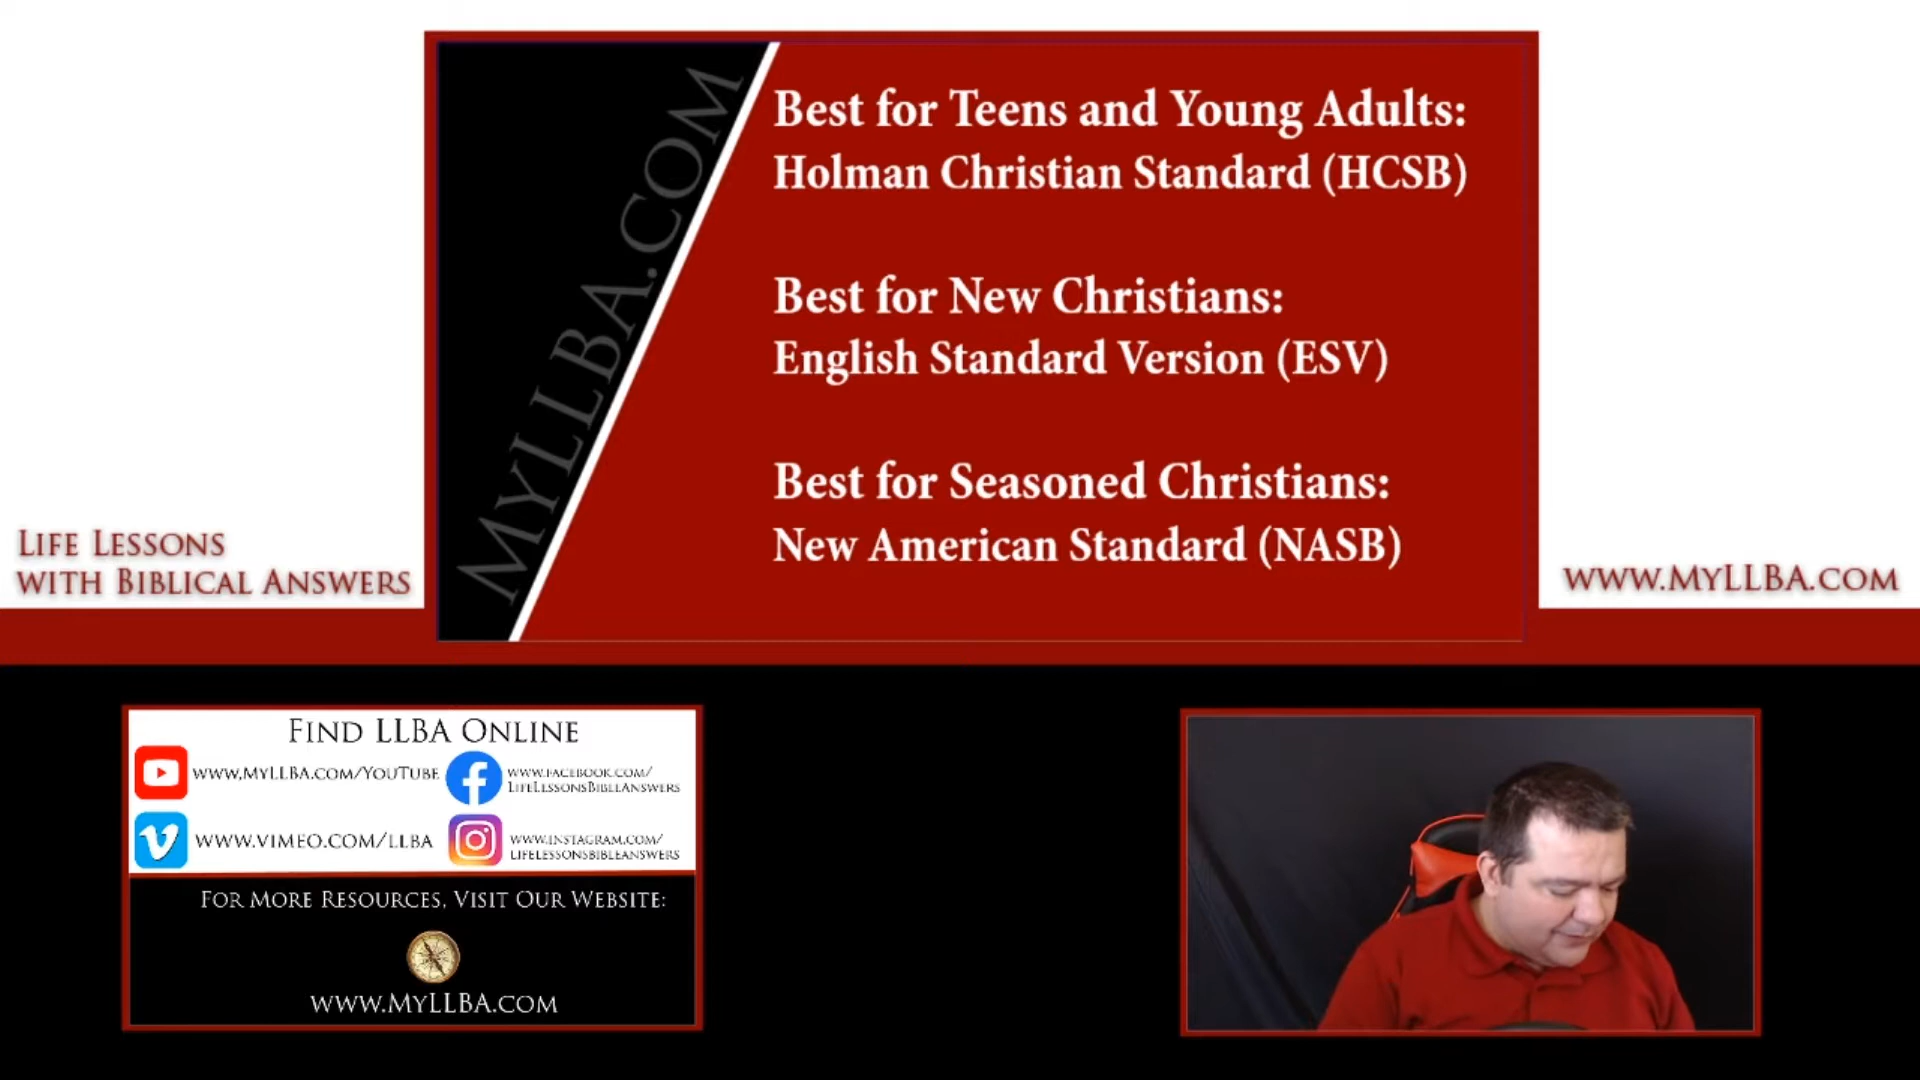 MYLLBA.COM
Best for Teens and Young Adults:
Holman Christian Standard (HCSB)
Best for New Christians:
English Standard Version (ESV)
Best for Seasoned Christians:
New American Standard (NASB)
LIFE LESSONS
WITH BIBLICAL ANSWERS
WWW.MYLLBA.COM
FIND LLBA ONLINE
WWW.MYLLBA.COM/YOUTUBE
WWW.FACEBOOK.COM/
LIFELESSONSBIBLEANSWERS
WWW.VIMEO.COM/LLBA
WWW.INSTAGRAM.COM/
LIFELESSONSBIBLEANSWERS
FOR MORE RESOURCES, VISIT OUR WEBSITE:
WWW.MYLLBA.COM